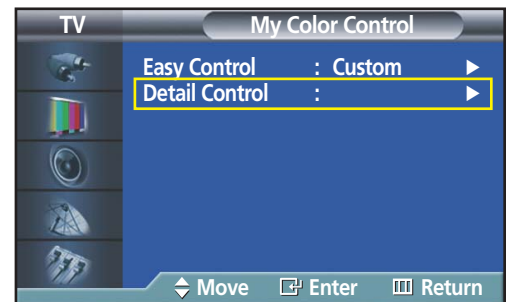 TV My Color Control
Easy Control : Custom ▶
Detail Control : ▶
Move Enter Return